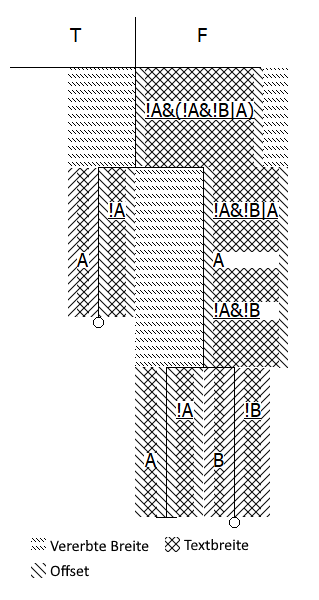 T F
!A&(!A&!B|A)
!A !A&!B|A
A A
!A&!B
!A !B
A B
Vererbte Breite Textbreite
Offset